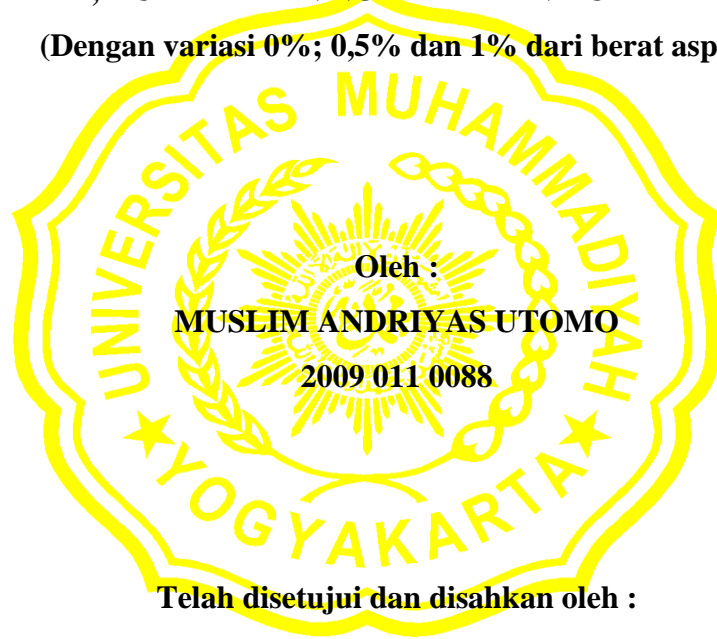 (Dengan variasi 0%; 0,5% dan 1% dari berat asp
UNIVERSITAS MUHAMMADIYAH
Oleh :
MUSLIM ANDRIYAS UTOMO
2009 011 0088
YOGYAKARTA
Telah disetujui dan disahkan oleh :